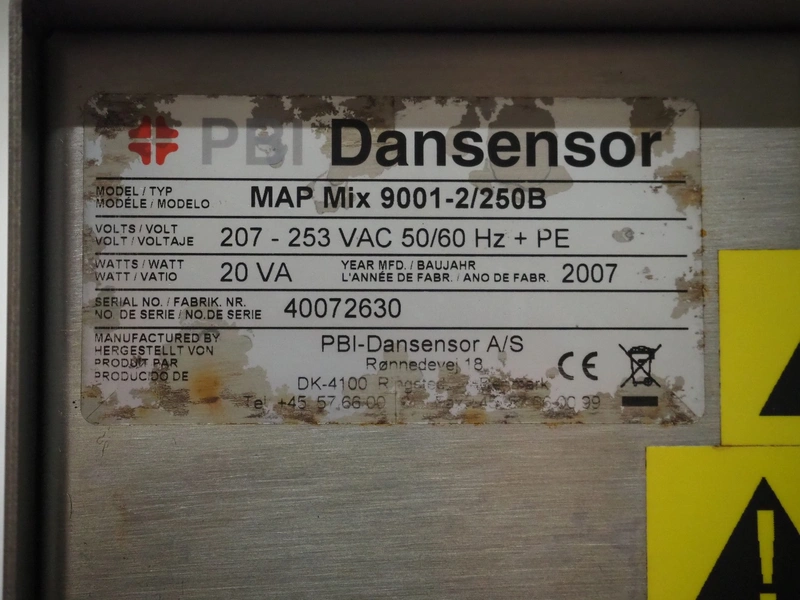 PBI Dansensor
MODEL / TYP
MODÈLE / MODELO
MAP Mix 9001-2/250B
VOLTS / VOLT
VOLT / VOLTAJE
207 - 253 VAC 50/60 Hz + PE
WATTS / WATT
WATT / VATIO
20 VA
YEAR MFD. / BAUJAHR
L'ANNÉE DE FABR. / ANO DE FABR.
2007
SERIAL NO. / FABRIK. NR.
NO DE SERIE / NO.DE SERIE
40072630
MANUFACTURED BY
HERGESTELLT VON
PRODUIT PAR
PRODUCIDO DE
PBI-Dansensor A/S
Rønnedevej 18
DK-4100 Ringsted
Tel. +45 57 66 00
CE